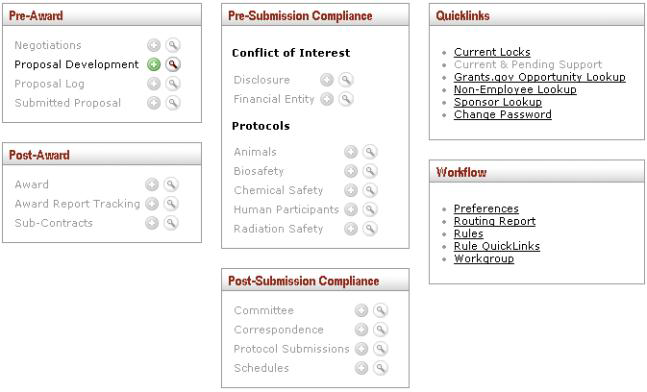 Pre-Award
Negotiations
Proposal Development
Proposal Log
Submitted Proposal
Post-Award
Award
Award Report Tracking
Sub-Contracts
Pre-Submission Compliance
Conflict of Interest
Disclosure
Financial Entity
Protocols
Animals
Biosafety
Chemical Safety
Human Participants
Radiation Safety
Post-Submission Compliance
Committee
Correspondence
Protocol Submissions
Schedules
Quicklinks
Current Locks
Current & Pending Support
Grants.gov Opportunity Lookup
Non-Employee Lookup
Sponsor Lookup
Change Password
Workflow
Preferences
Routing Report
Rules
Rule QuickLinks
Workgroup